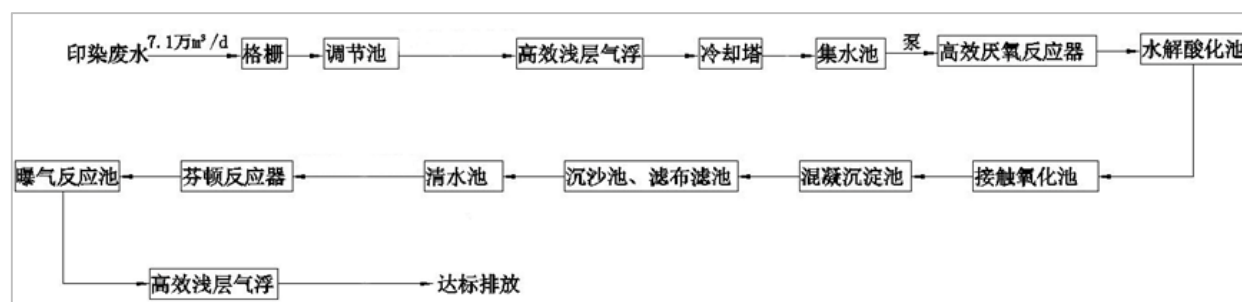 印染废水 7.1万m³/d 格栅 调节池 高效浅层气浮 冷却塔 集水池 泵 高效厌氧反应器 水解酸化池
曝气反应池 芬顿反应器 清水池 沉沙池、滤布滤池 混凝沉淀池 接触氧化池
高效浅层气浮 达标排放